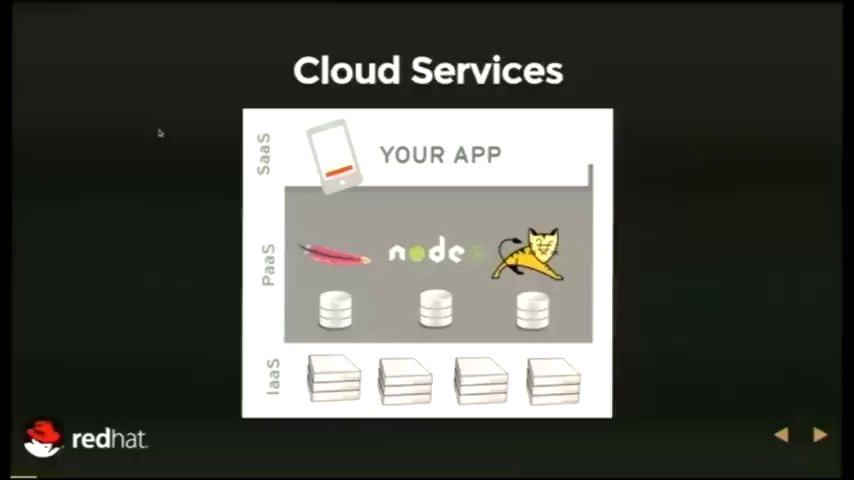 Cloud Services
SaaS
YOUR APP
PaaS
node
IaaS
redhat.